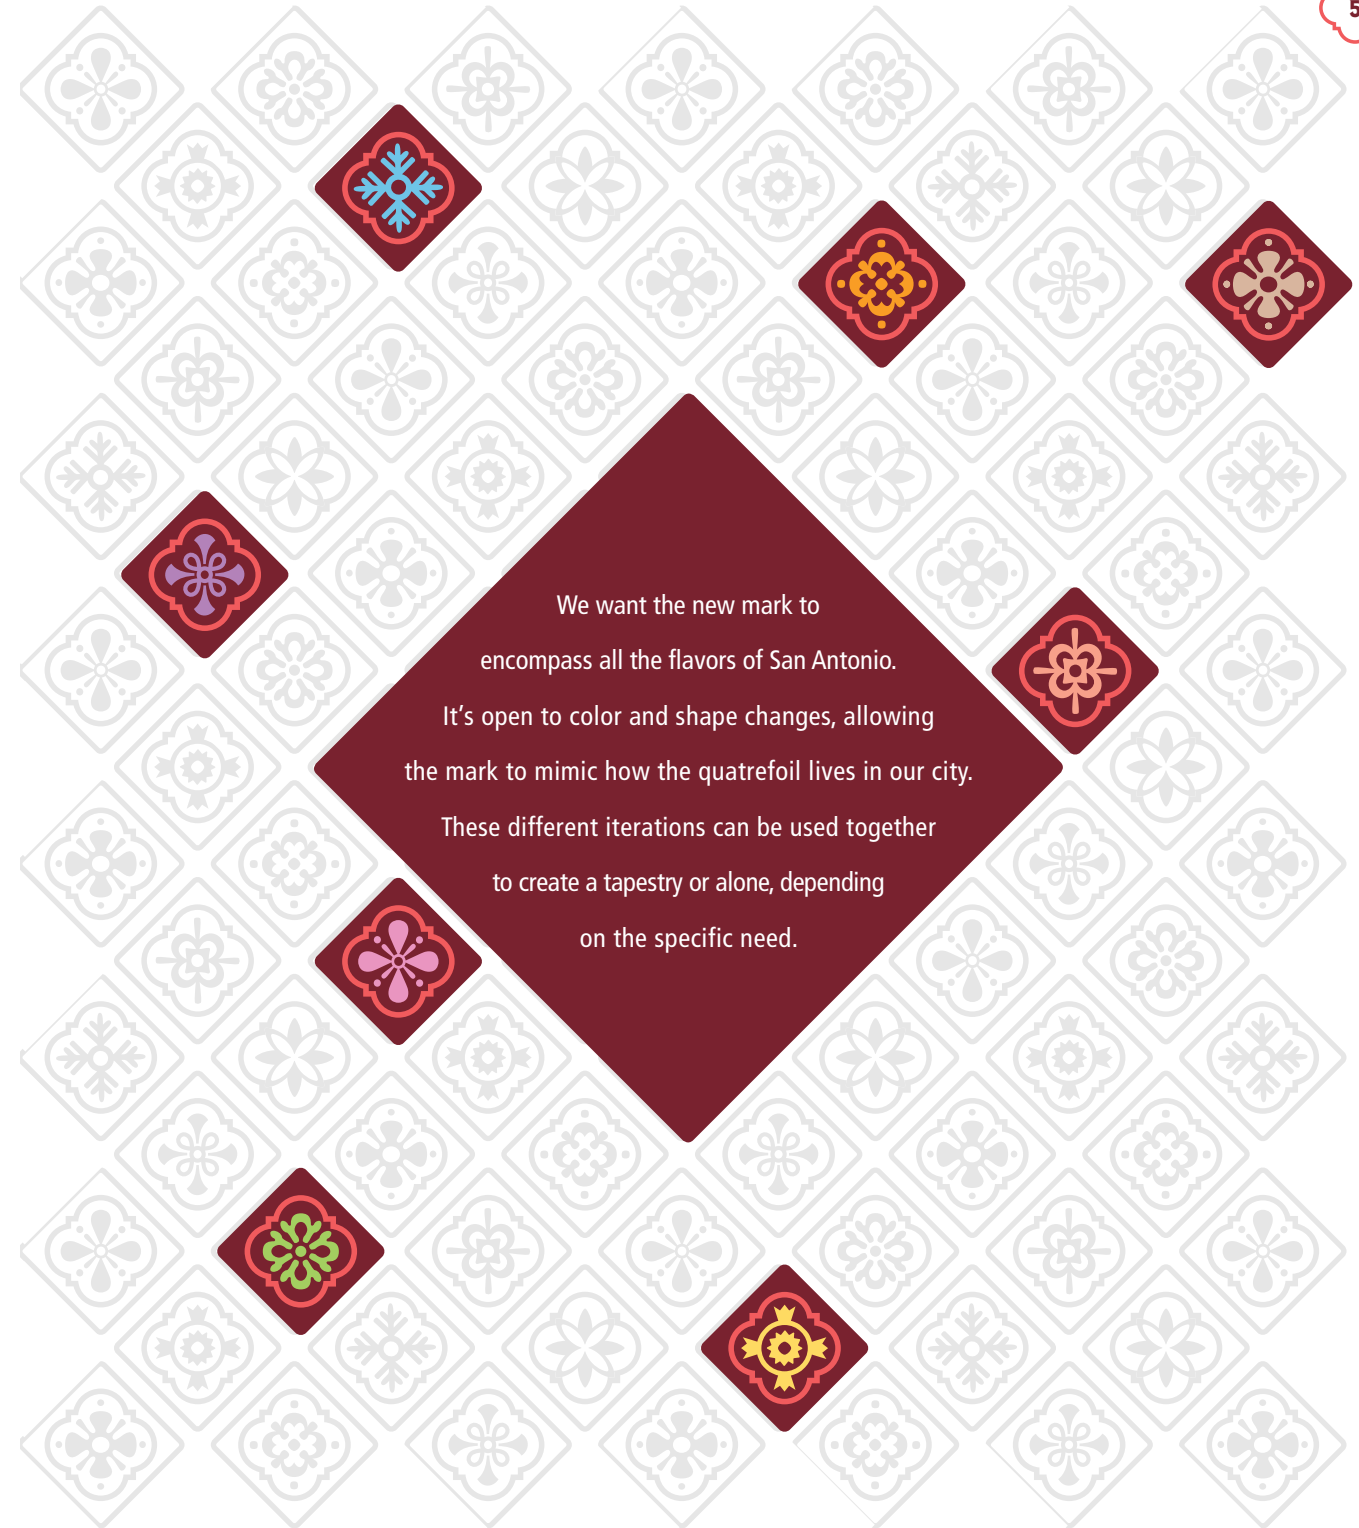 5
We want the new mark to
encompass all the flavors of San Antonio.
It’s open to color and shape changes, allowing
the mark to mimic how the quatrefoil lives in our city.
These different iterations can be used together
to create a tapestry or alone, depending
on the specific need.